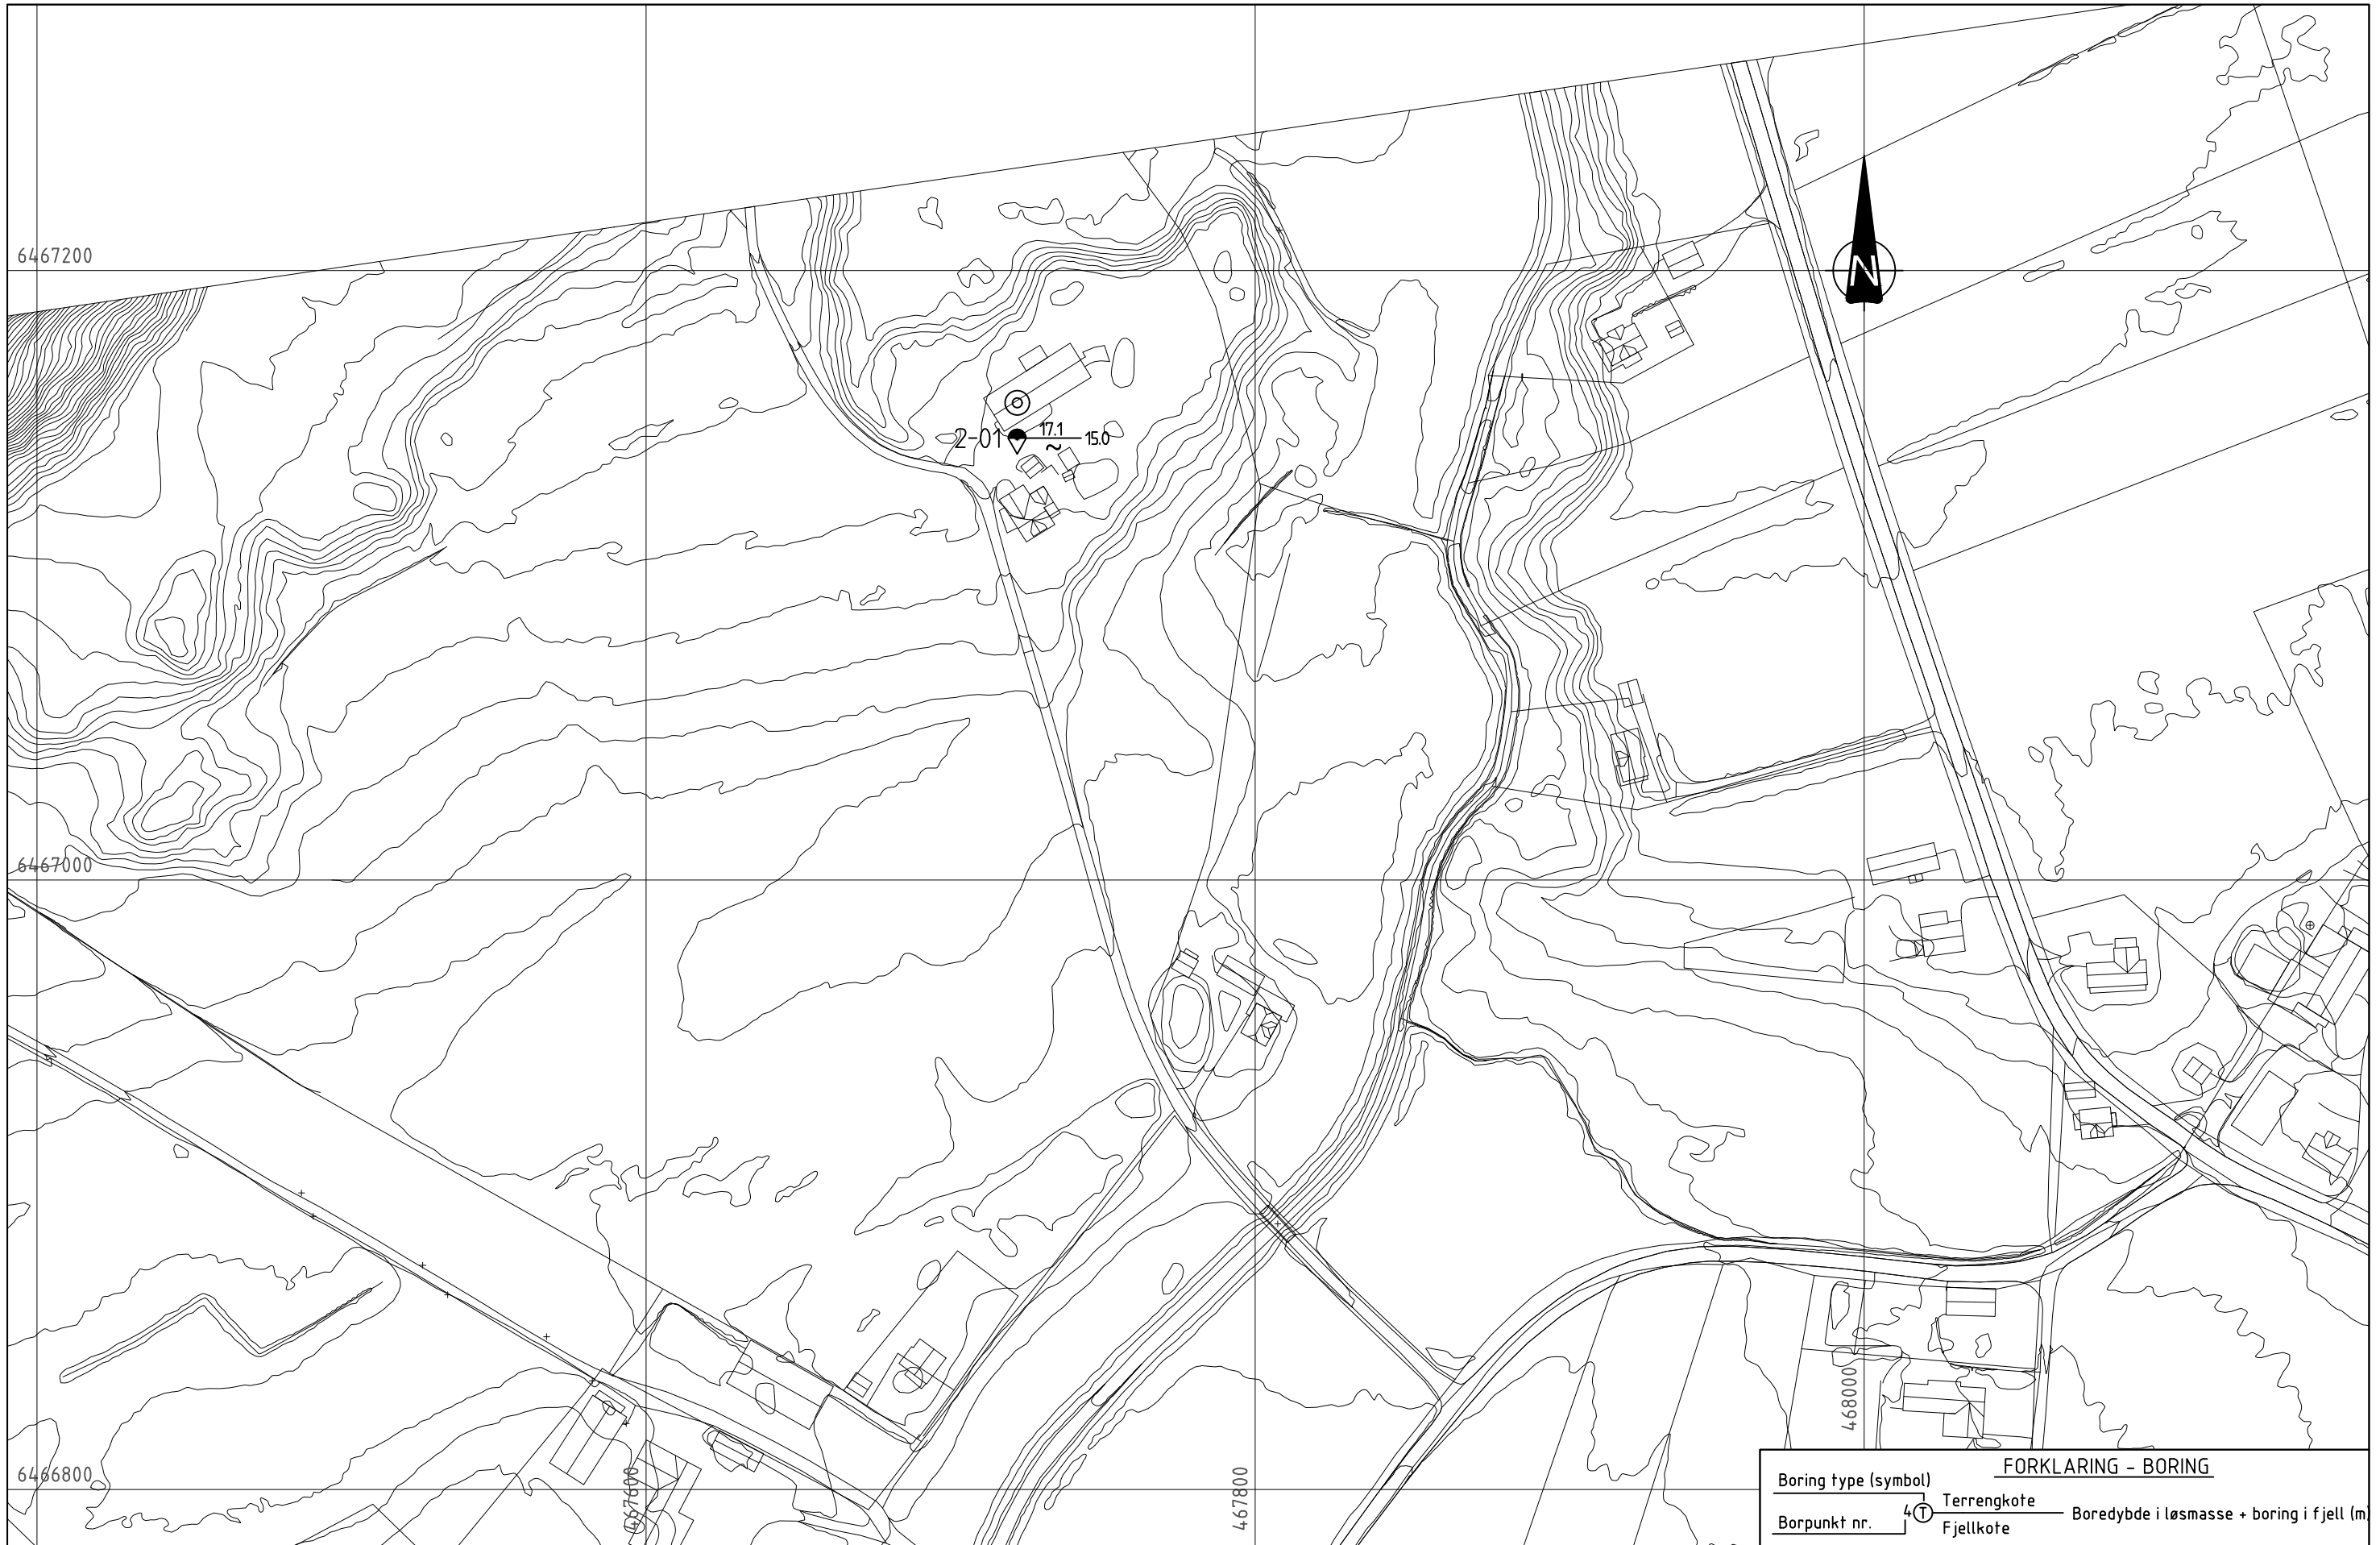 6467200
N
2-01 17.1 15.0
~
6467000
468000
6466800
467600
467800
FORKLARING - BORING
Boring type (symbol)
4 T Terrengkote
Boredybde i løsmasse + boring i fjell (m
Borpunkt nr.
Fjellkote